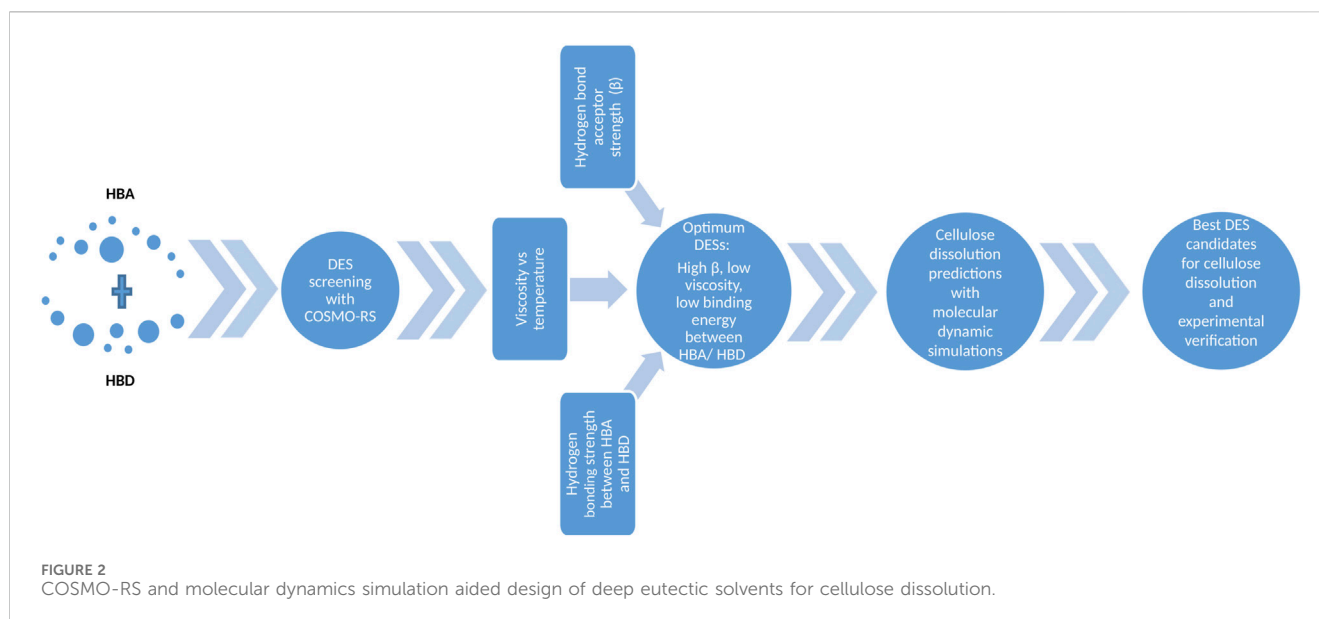 HBA
HBD
DES
screening
with
COSMO-RS
Viscosity vs
temperature
Hydrogen bond
acceptor
strength (β)
Hydrogen
bonding strength
between HBA
and HBD
Optimum
DESs:
High β, low
viscosity,
low binding
energy
between
HBA/ HBD
Cellulose
dissolution
predictions
with
molecular
dynamic
simulations
Best DES
candidates
for cellulose
dissolution
and
experimental
verification
FIGURE 2
COSMO-RS and molecular dynamics simulation aided design of deep eutectic solvents for cellulose dissolution.